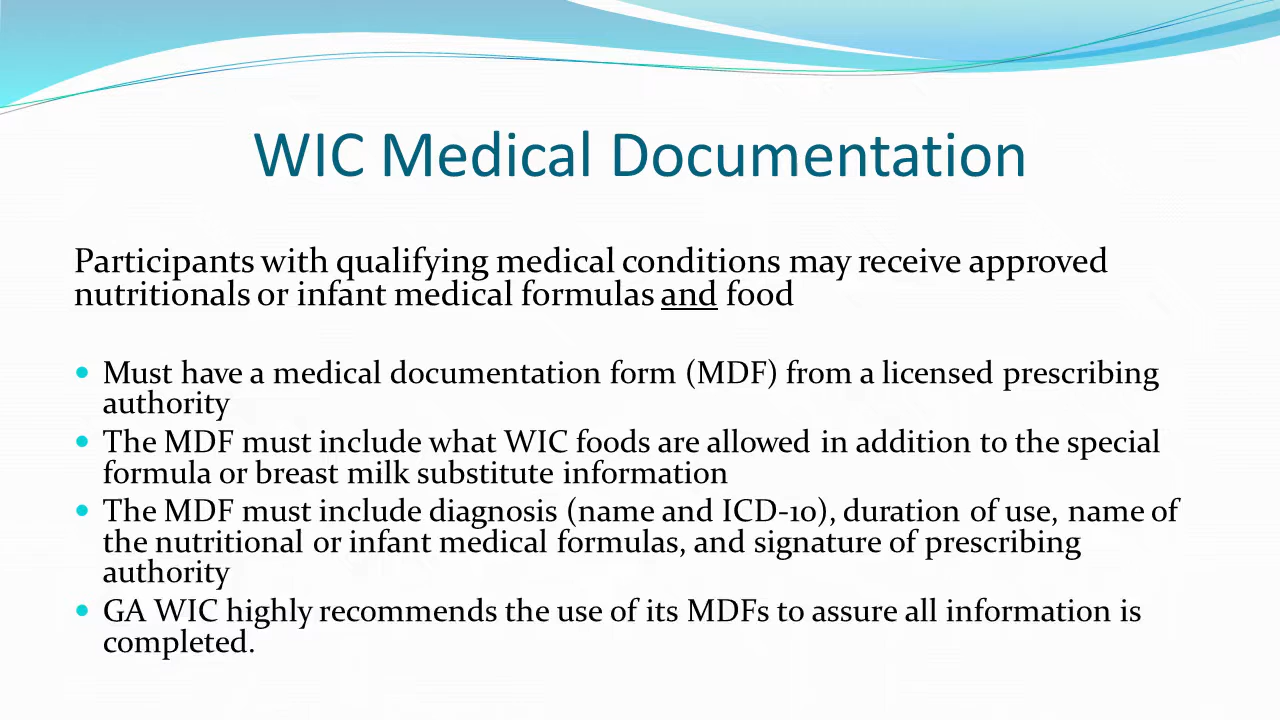 WIC Medical Documentation
Participants with qualifying medical conditions may receive approved
nutritionals or infant medical formulas and food
• Must have a medical documentation form (MDF) from a licensed prescribing
authority
• The MDF must include what WIC foods are allowed in addition to the special
formula or breast milk substitute information
• The MDF must include diagnosis (name and ICD-10), duration of use, name of
the nutritional or infant medical formulas, and signature of prescribing
authority
• GA WIC highly recommends the use of its MDFs to assure all information is
completed.